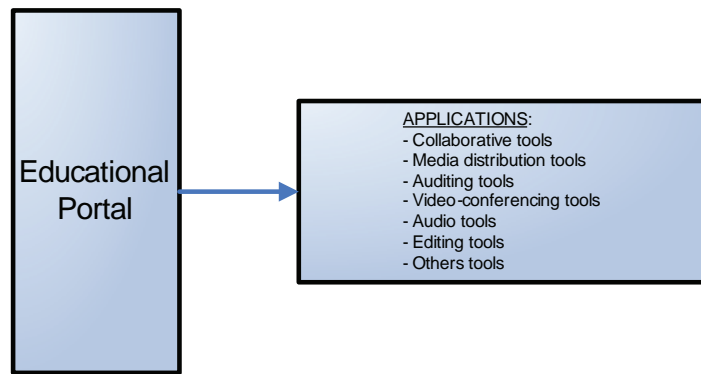 Educational
Portal
APPLICATIONS:
- Collaborative tools
- Media distribution tools
- Auditing tools
- Video-conferencing tools
- Audio tools
- Editing tools
- Others tools